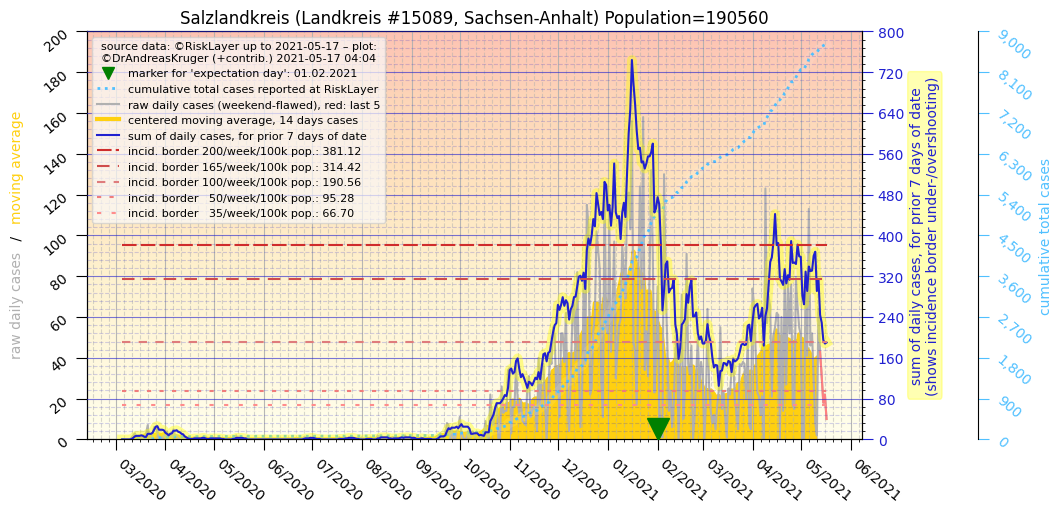 Salzlandkreis (Landkreis #15089, Sachsen-Anhalt) Population=190560
source data: ©RiskLayer up to 2021-05-17 – plot:
©DrAndreasKruger (+contrib.) 2021-05-17 04:04
marker for 'expectation day': 01.02.2021
cumulative total cases reported at RiskLayer
raw daily cases (weekend-flawed), red: last 5
centered moving average, 14 days cases
sum of daily cases, for prior 7 days of date
incid. border 200/week/100k pop.: 381.12
incid. border 165/week/100k pop.: 314.42
incid. border 100/week/100k pop.: 190.56
incid. border   50/week/100k pop.: 95.28
incid. border   35/week/100k pop.: 66.70
raw daily cases  /  moving average
200
180
160
140
120
100
80
60
40
20
0
03/2020
04/2020
05/2020
06/2020
07/2020
08/2020
09/2020
10/2020
11/2020
12/2020
01/2021
02/2021
03/2021
04/2021
05/2021
06/2021
800
720
640
560
480
400
320
240
160
80
0
sum of daily cases, for prior 7 days of date
(shows incidence border under-/overshooting)
9,000
8,100
7,200
6,300
5,400
4,500
3,600
2,700
1,800
900
0
cumulative total cases